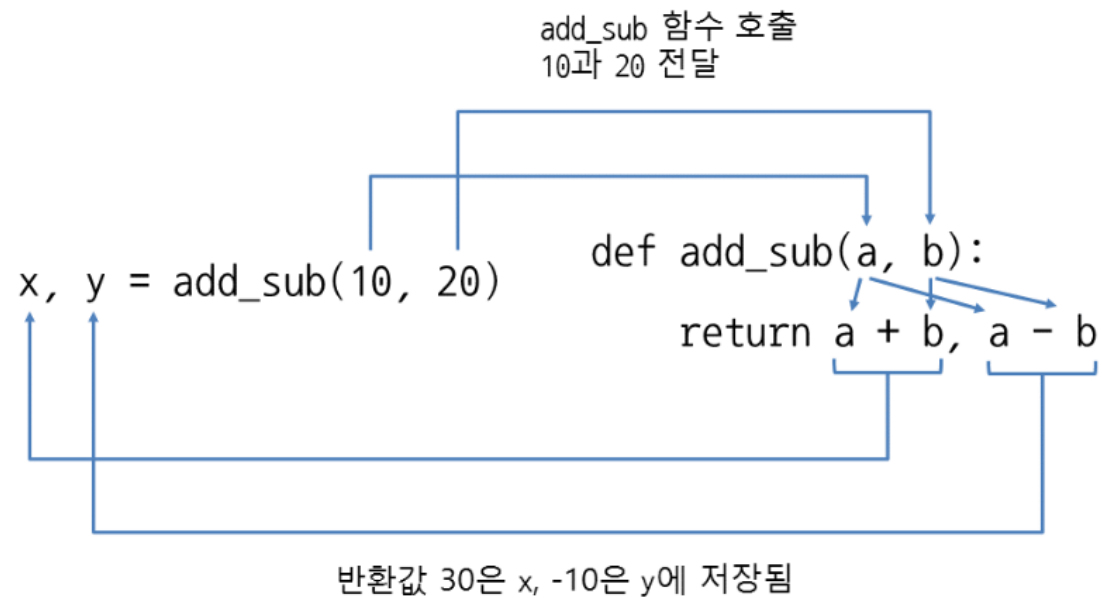 add_sub 함수 호출
10과 20 전달
def add_sub(a, b):
x, y = add_sub(10, 20)
return a + b, a - b
반환값 30은 x, -10은 y에 저장됨